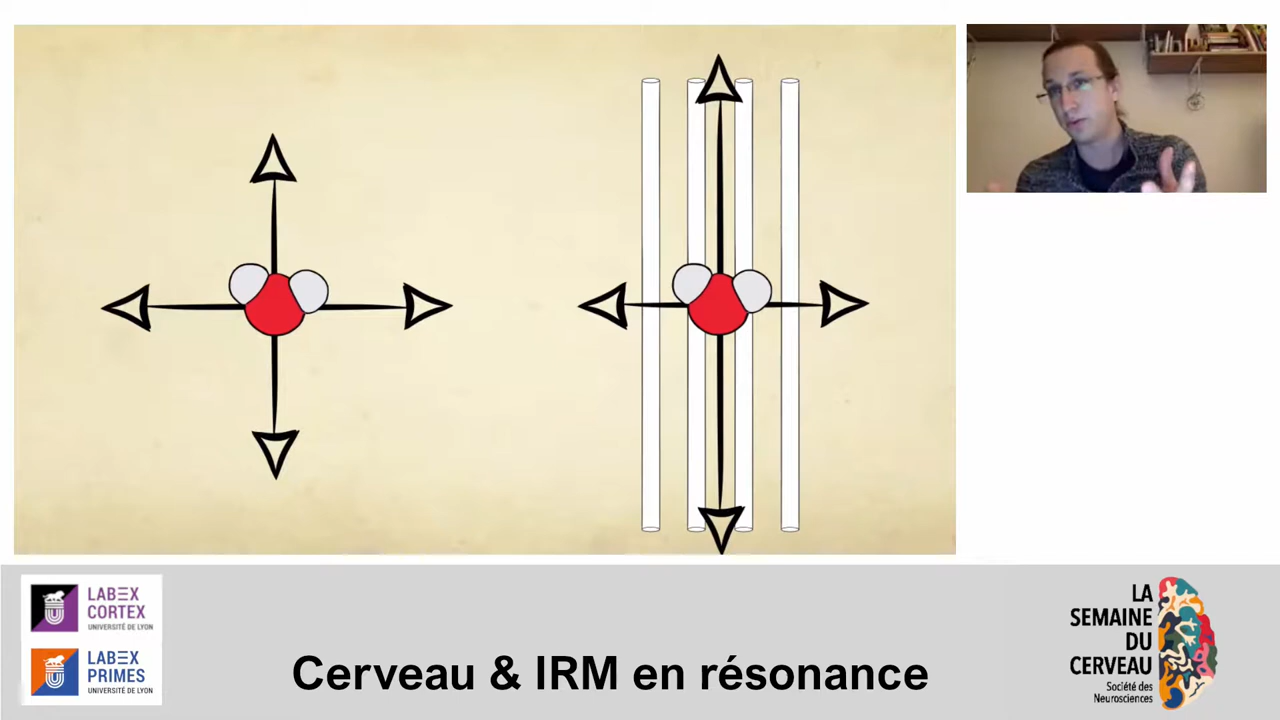 LABEX
CORTEX
UNIVERSITÉ DE LYON
LABEX
PRIMES
UNIVERSITÉ DE LYON
Cerveau & IRM en résonance
LA
SEMAINE
DU
CERVEAU
Société des
Neurosciences